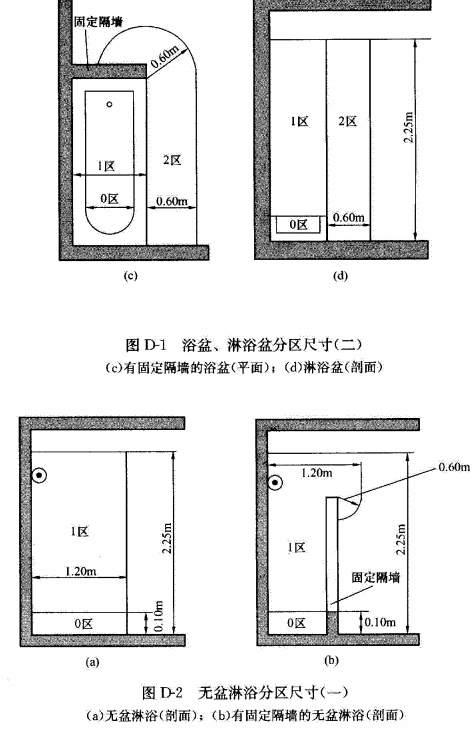 固定隔墙
0.60m
1区
2区
0区
0.60m
(c)
1区
2区
2.25m
0区
0.60m
(d)
图 D-1 浴盆、淋浴盆分区尺寸(二)
(c)有固定隔墙的浴盆(平面)；(d)淋浴盆(剖面)
1区
1.20m
2.25m
0区
0.10m
(a)
1.20m
0.60m
1区
2.25m
固定隔墙
0区
0.10m
(b)
图 D-2 无盆淋浴分区尺寸(一)
(a)无盆淋浴(剖面)；(b)有固定隔墙的无盆淋浴(剖面)